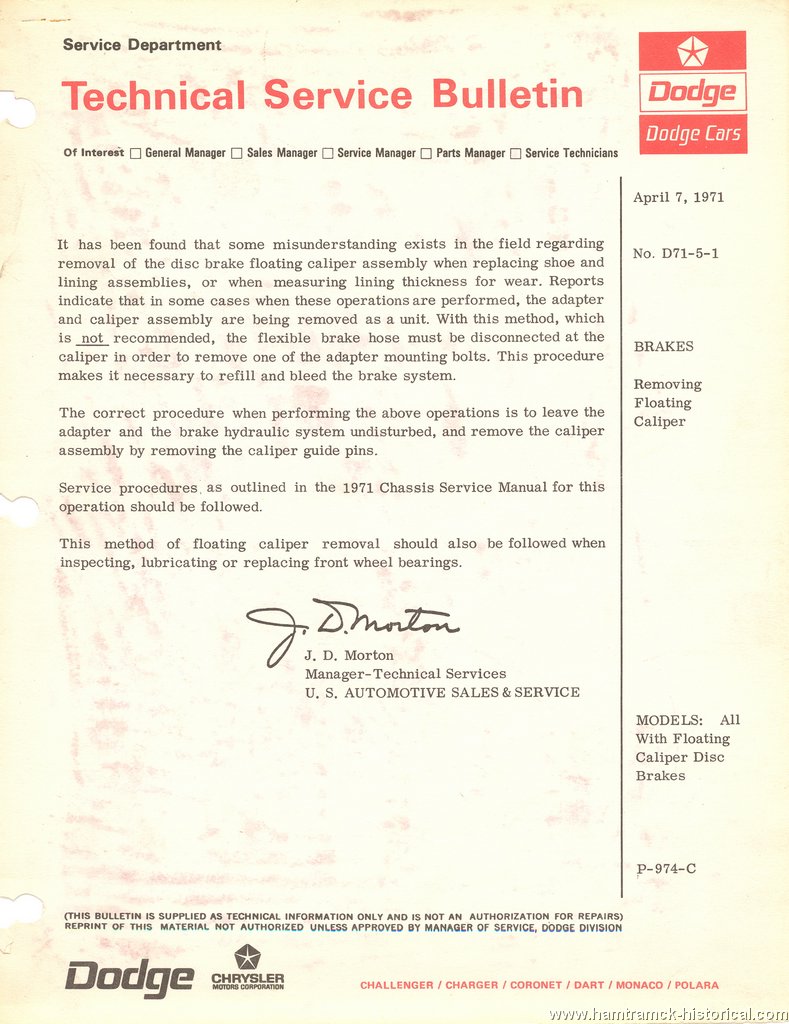 Service Department
Technical Service Bulletin
Dodge
Dodge Cars
Of Interest □ General Manager □ Sales Manager □ Service Manager □ Parts Manager □ Service Technicians
April 7, 1971
No. D71-5-1
BRAKES
Removing
Floating
Caliper
It has been found that some misunderstanding exists in the field regarding
removal of the disc brake floating caliper assembly when replacing shoe and
lining assemblies, or when measuring lining thickness for wear. Reports
indicate that in some cases when these operations are performed, the adapter
and caliper assembly are being removed as a unit. With this method, which
is not recommended, the flexible brake hose must be disconnected at the
caliper in order to remove one of the adapter mounting bolts. This procedure
makes it necessary to refill and bleed the brake system.
The correct procedure when performing the above operations is to leave the
adapter and the brake hydraulic system undisturbed, and remove the caliper
assembly by removing the caliper guide pins.
Service procedures as outlined in the 1971 Chassis Service Manual for this
operation should be followed.
This method of floating caliper removal should also be followed when
inspecting, lubricating or replacing front wheel bearings.
J. D. Morton
J. D. Morton
Manager-Technical Services
U. S. AUTOMOTIVE SALES & SERVICE
MODELS: All
With Floating
Caliper Disc
Brakes
P-974-C
(THIS BULLETIN IS SUPPLIED AS TECHNICAL INFORMATION ONLY AND IS NOT AN AUTHORIZATION FOR REPAIRS)
REPRINT OF THIS MATERIAL NOT AUTHORIZED UNLESS APPROVED BY MANAGER OF SERVICE, DODGE DIVISION
Dodge
CHRYSLER
MOTORS CORPORATION
CHALLENGER / CHARGER / CORONET / DART / MONACO / POLARA
www.hamtramck-historical.com